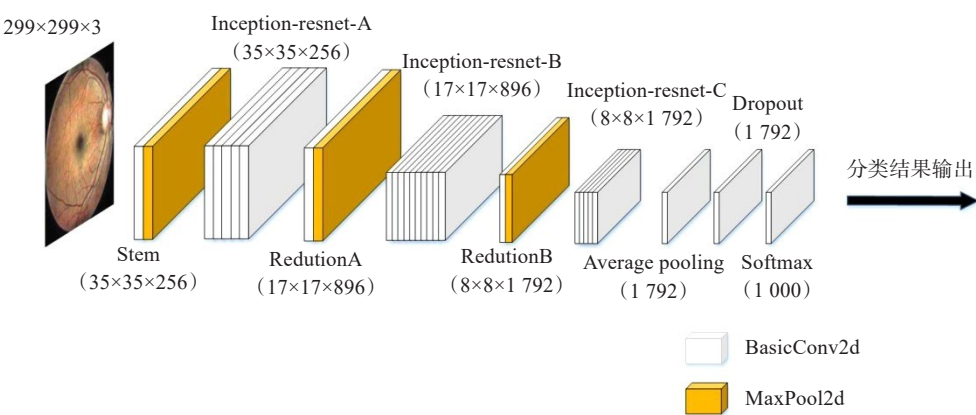 299×299×3
Inception-resnet-A
(35×35×256)
Inception-resnet-B
(17×17×896)
Inception-resnet-C
(8×8×1 792)
Dropout
(1 792)
分类结果输出
Stem
(35×35×256)
RedutionA
(17×17×896)
RedutionB
(8×8×1 792)
Average pooling
(1 792)
Softmax
(1 000)
BasicConv2d
MaxPool2d